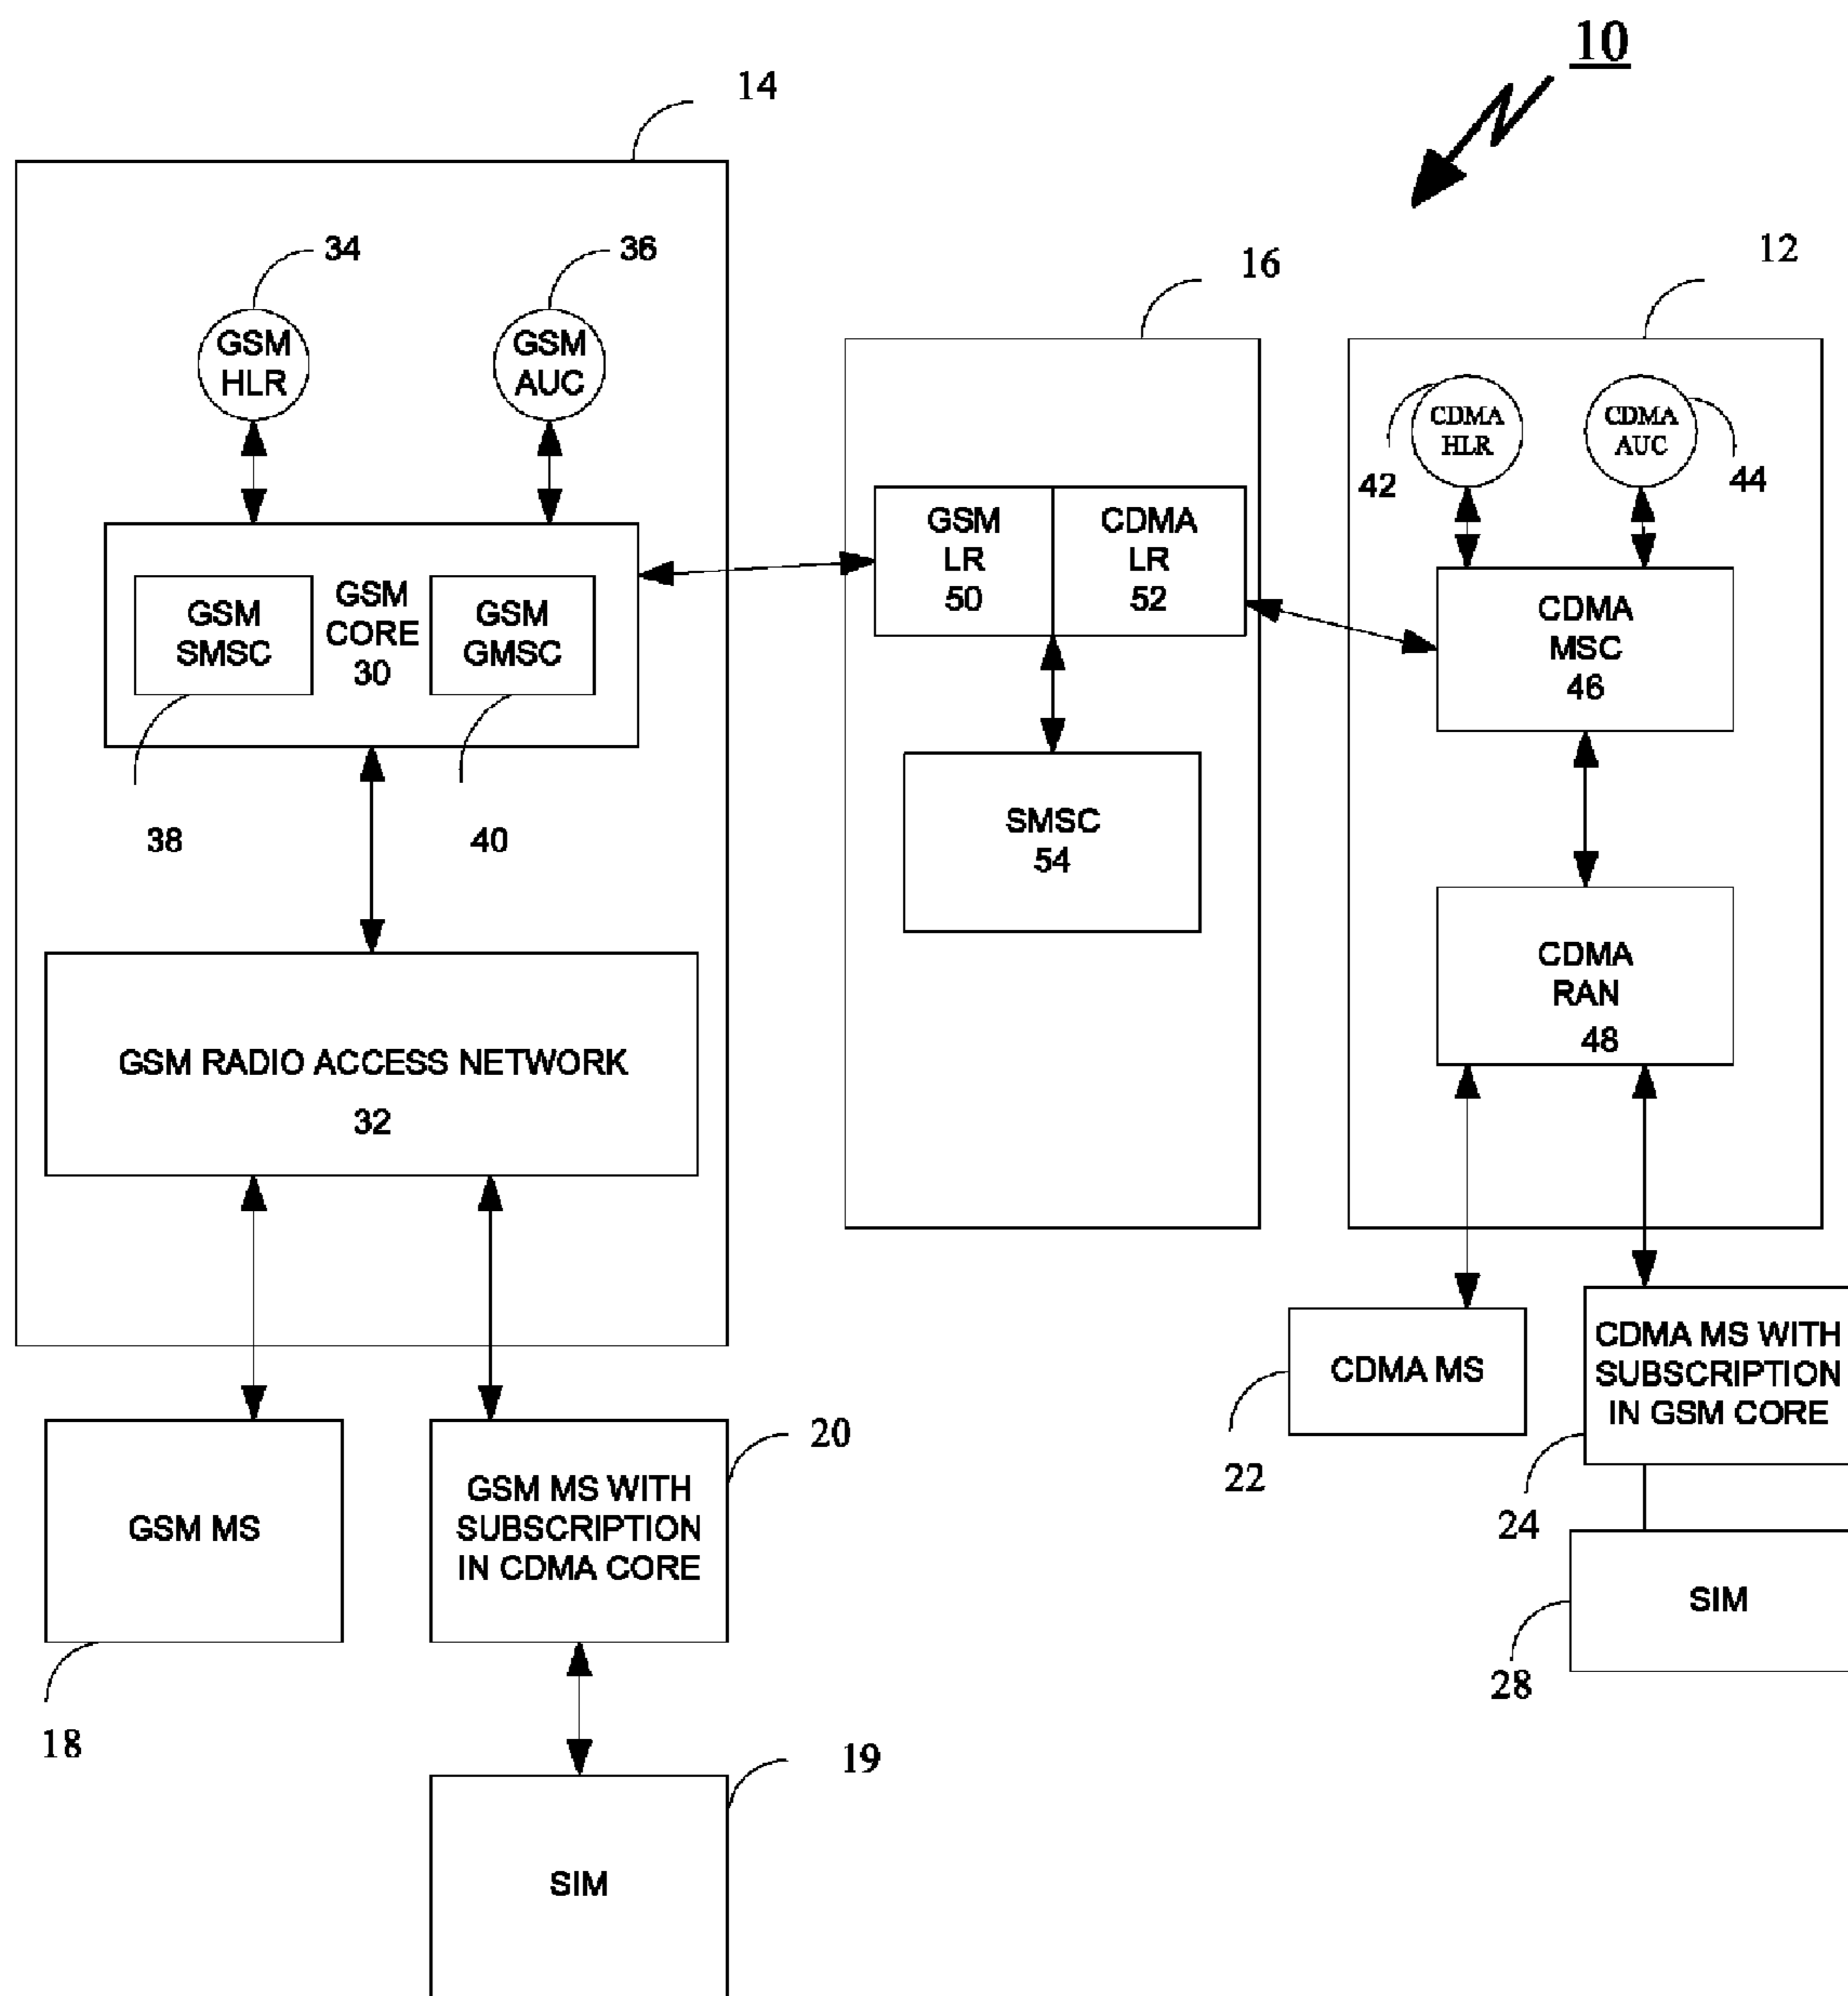 10
14
34
36
16
12
GSM
HLR
GSM
AUC
CDMA
HLR
CDMA
AUC
42
44
GSM
SMSC
GSM
CORE
30
GSM
GMSC
38
40
GSM
LR
50
CDMA
LR
52
CDMA
MSC
46
SMSC
54
CDMA
RAN
48
GSM RADIO ACCESS NETWORK
32
CDMA MS
22
CDMA MS WITH
SUBSCRIPTION
IN GSM CORE
24
GSM MS
18
GSM MS WITH
SUBSCRIPTION
IN CDMA CORE
20
SIM
28
SIM
19